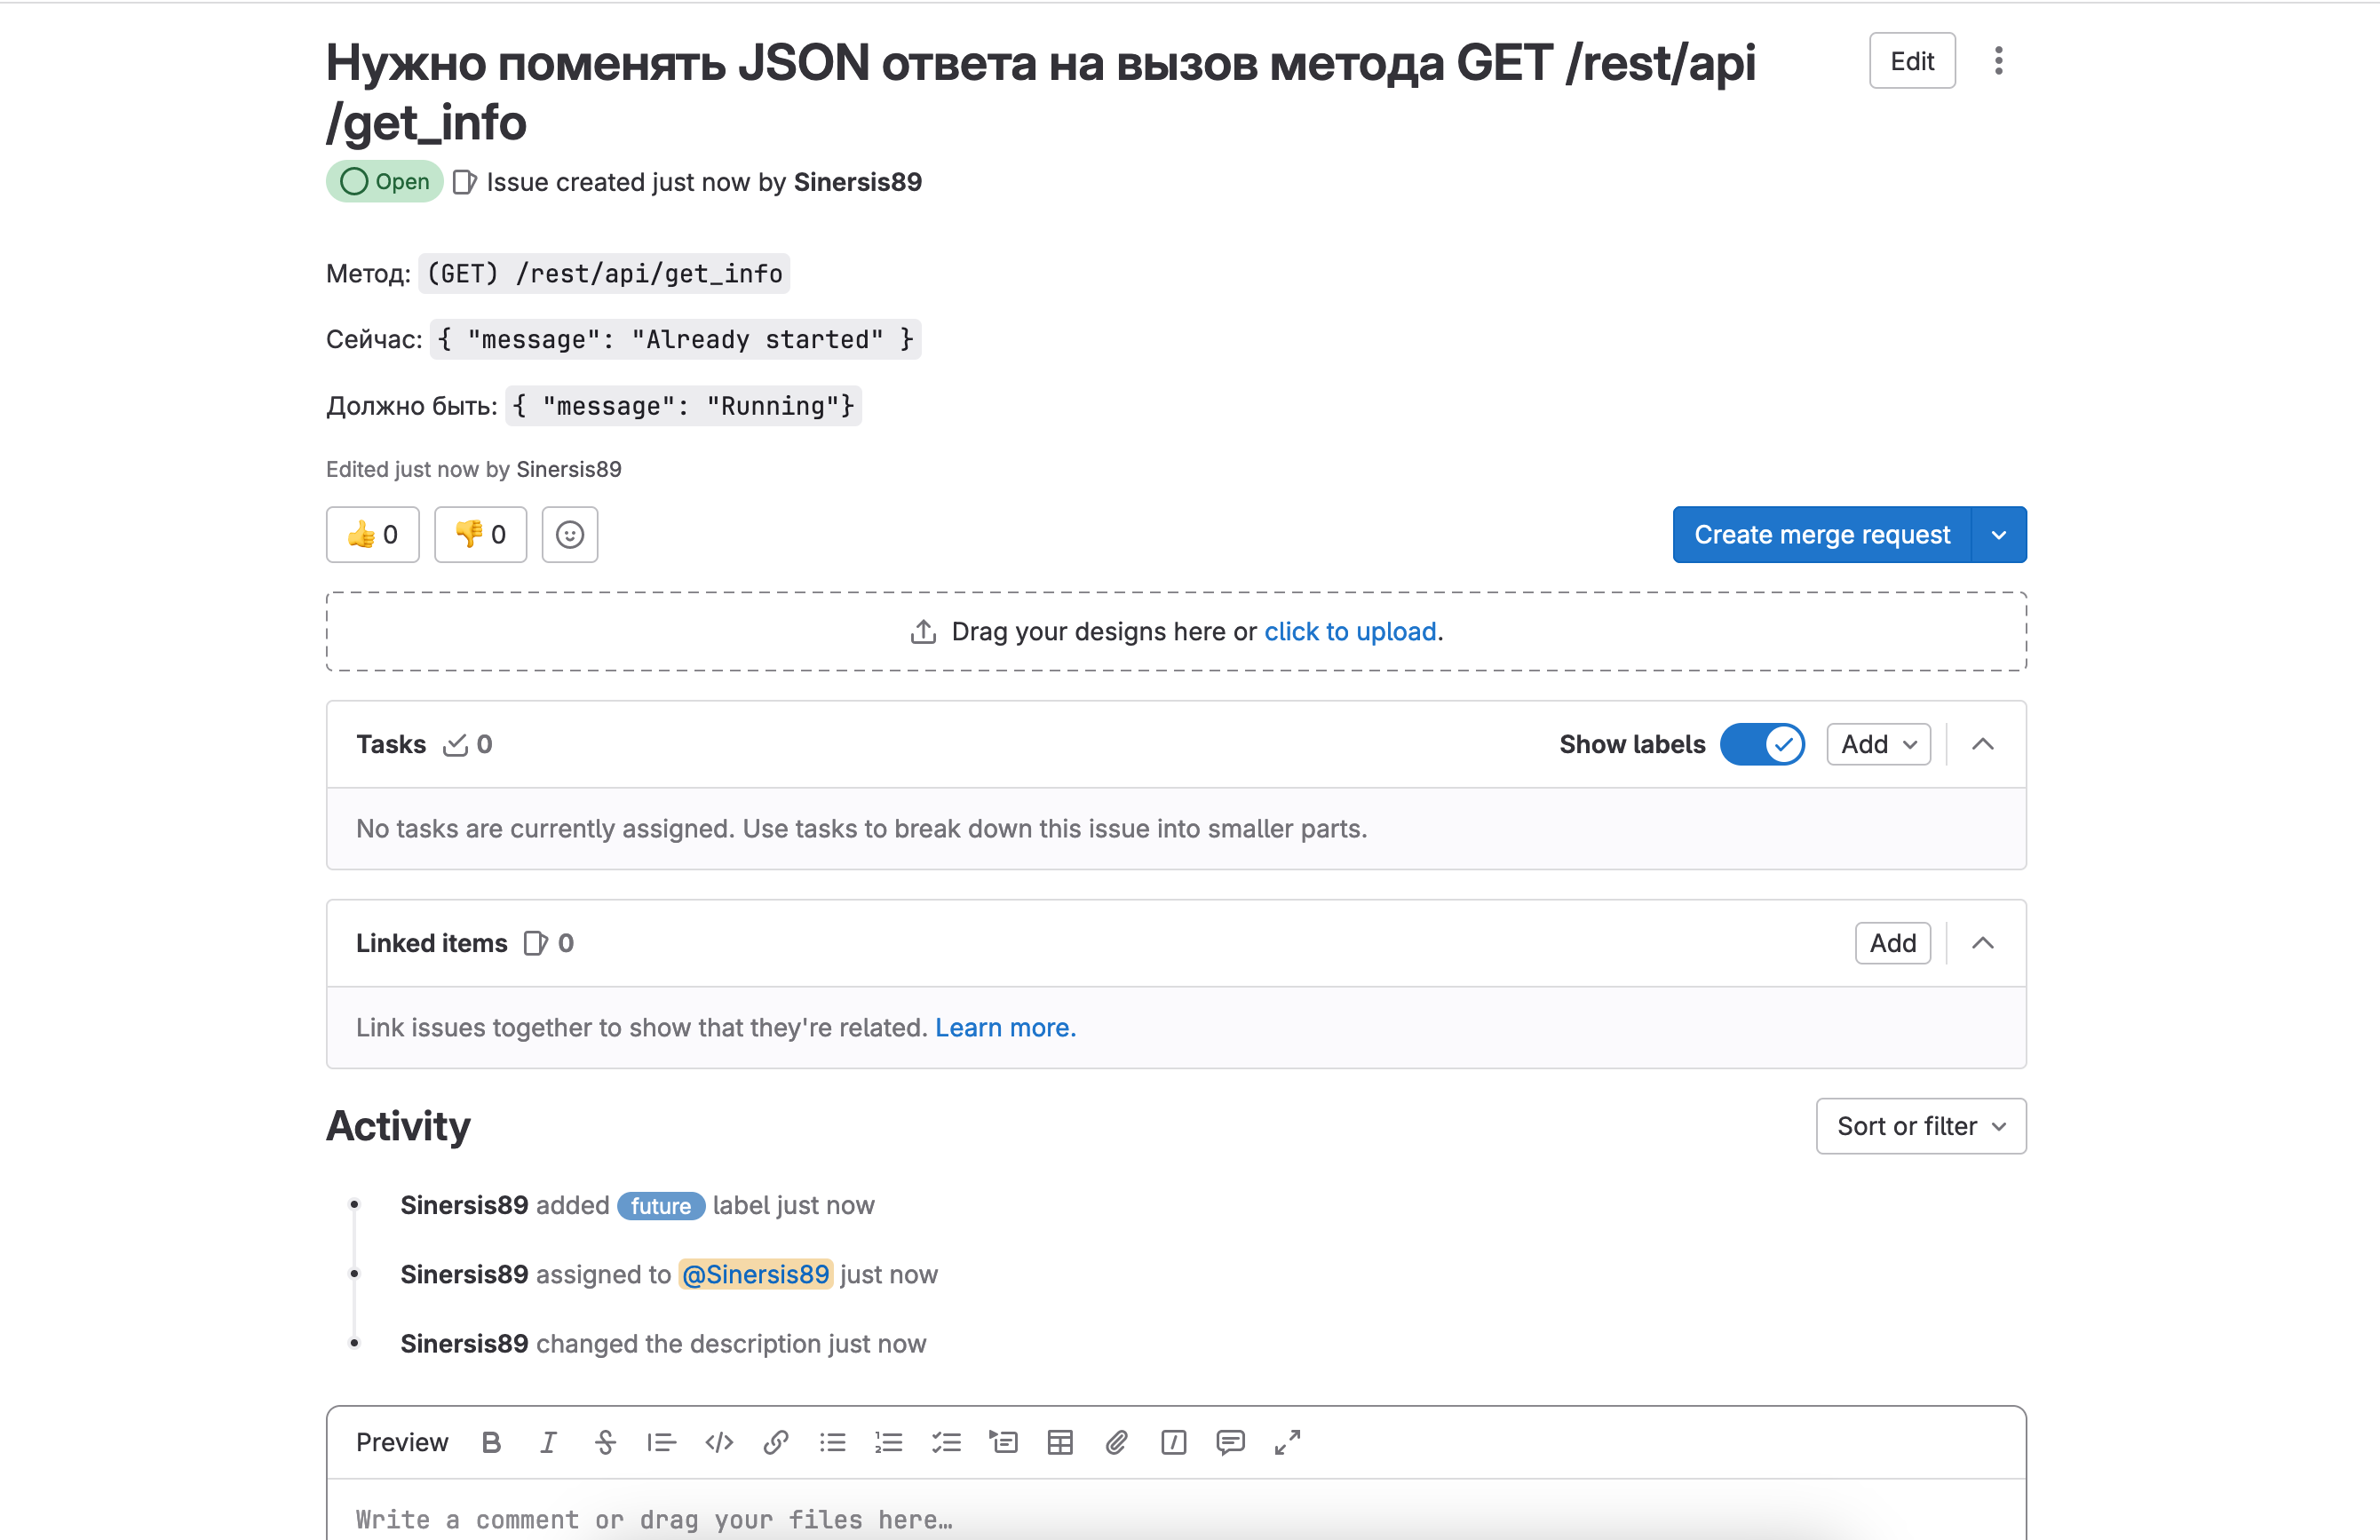 Нужно поменять JSON ответа на вызов метода GET /rest/api
/get_info
Edit
Open
Issue created just now by Sinersis89
Метод: (GET) /rest/api/get_info
Сейчас: { "message": "Already started" }
Должно быть: { "message": "Running"}
Edited just now by Sinersis89
👍 0
👎 0
Create merge request
Drag your designs here or click to upload.
Tasks 0
Show labels
Add
No tasks are currently assigned. Use tasks to break down this issue into smaller parts.
Linked items 0
Add
Link issues together to show that they're related. Learn more.
Activity
Sort or filter
Sinersis89 added future label just now
Sinersis89 assigned to @Sinersis89 just now
Sinersis89 changed the description just now
Preview
Write a comment or drag your files here…